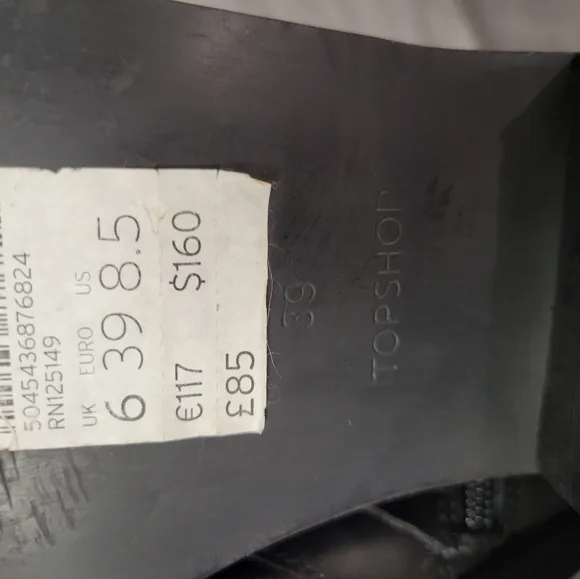 5045436876824
RN125149
UK EURO US
6 39 8.5
€117 $160
£85
39
TOPSHOP